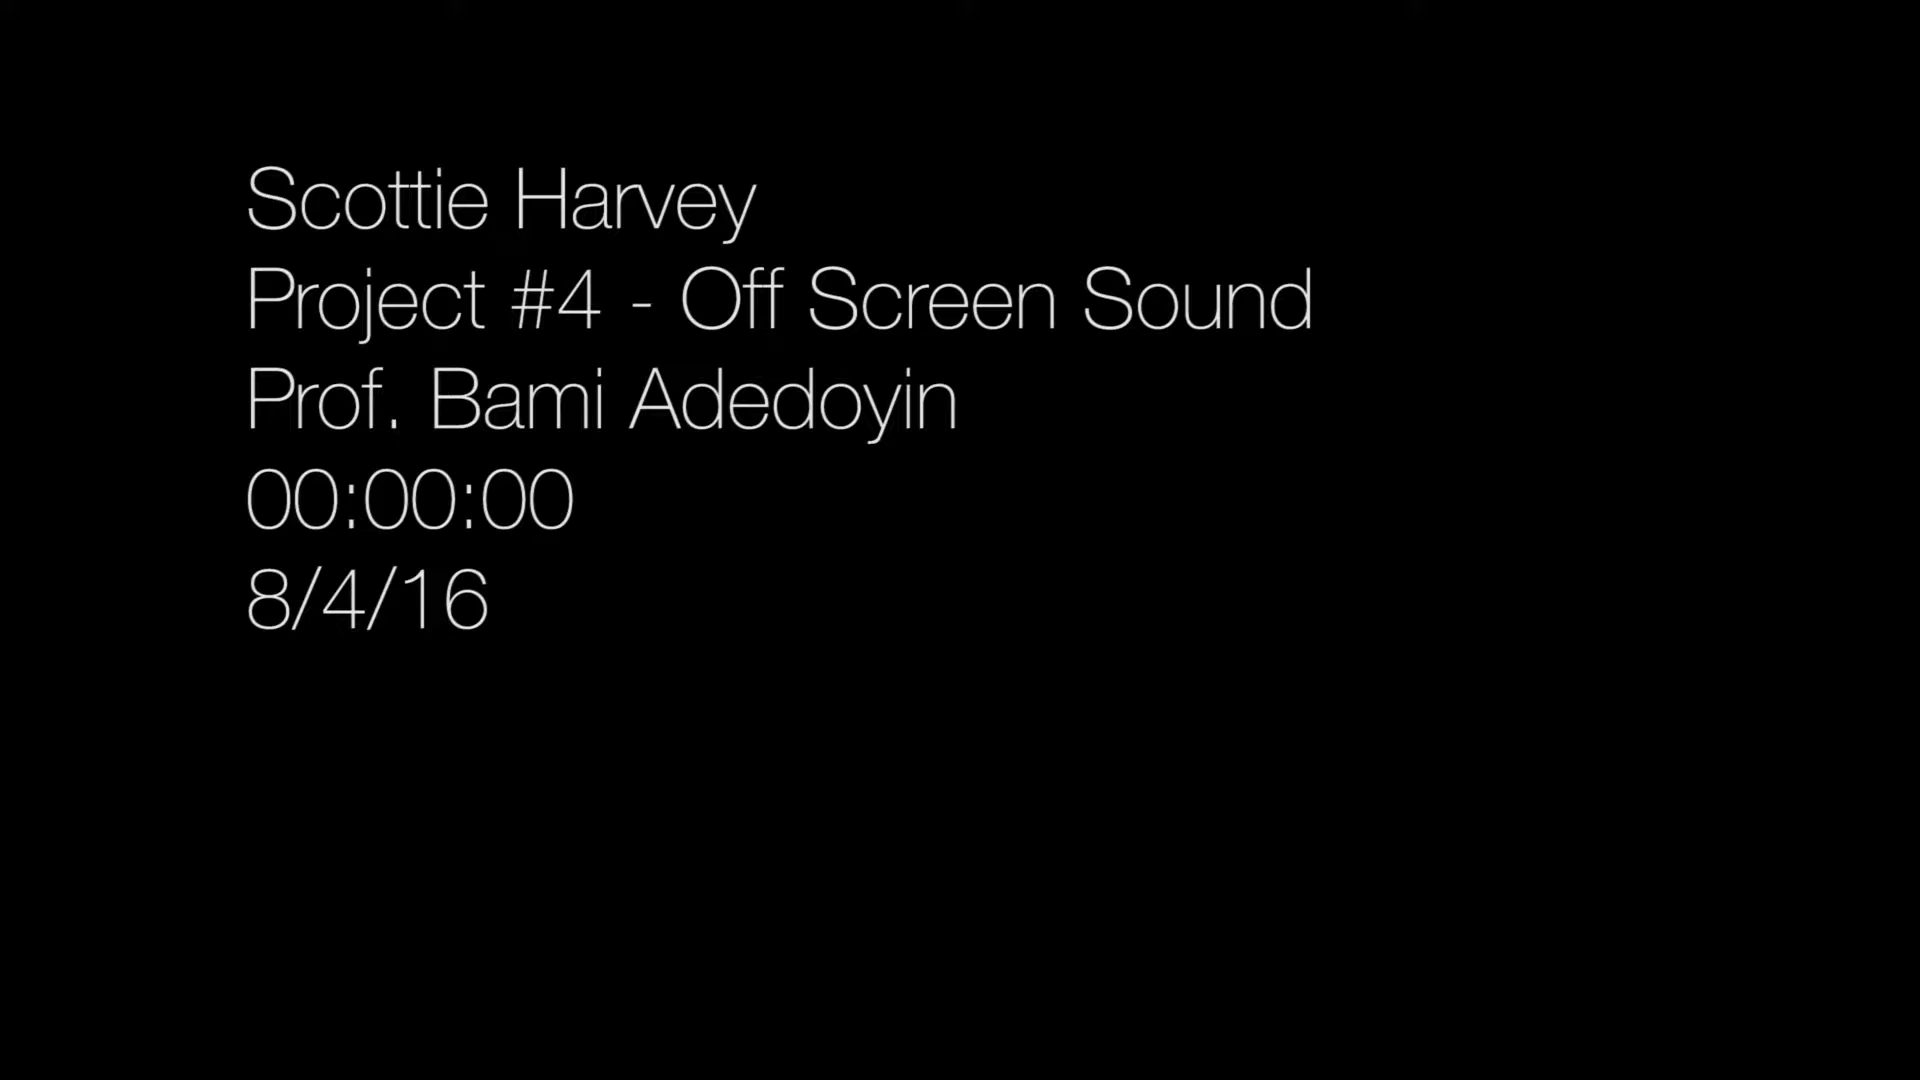 Scottie Harvey
Project #4 - Off Screen Sound
Prof. Bami Adedoyin
00:00:00
8/4/16